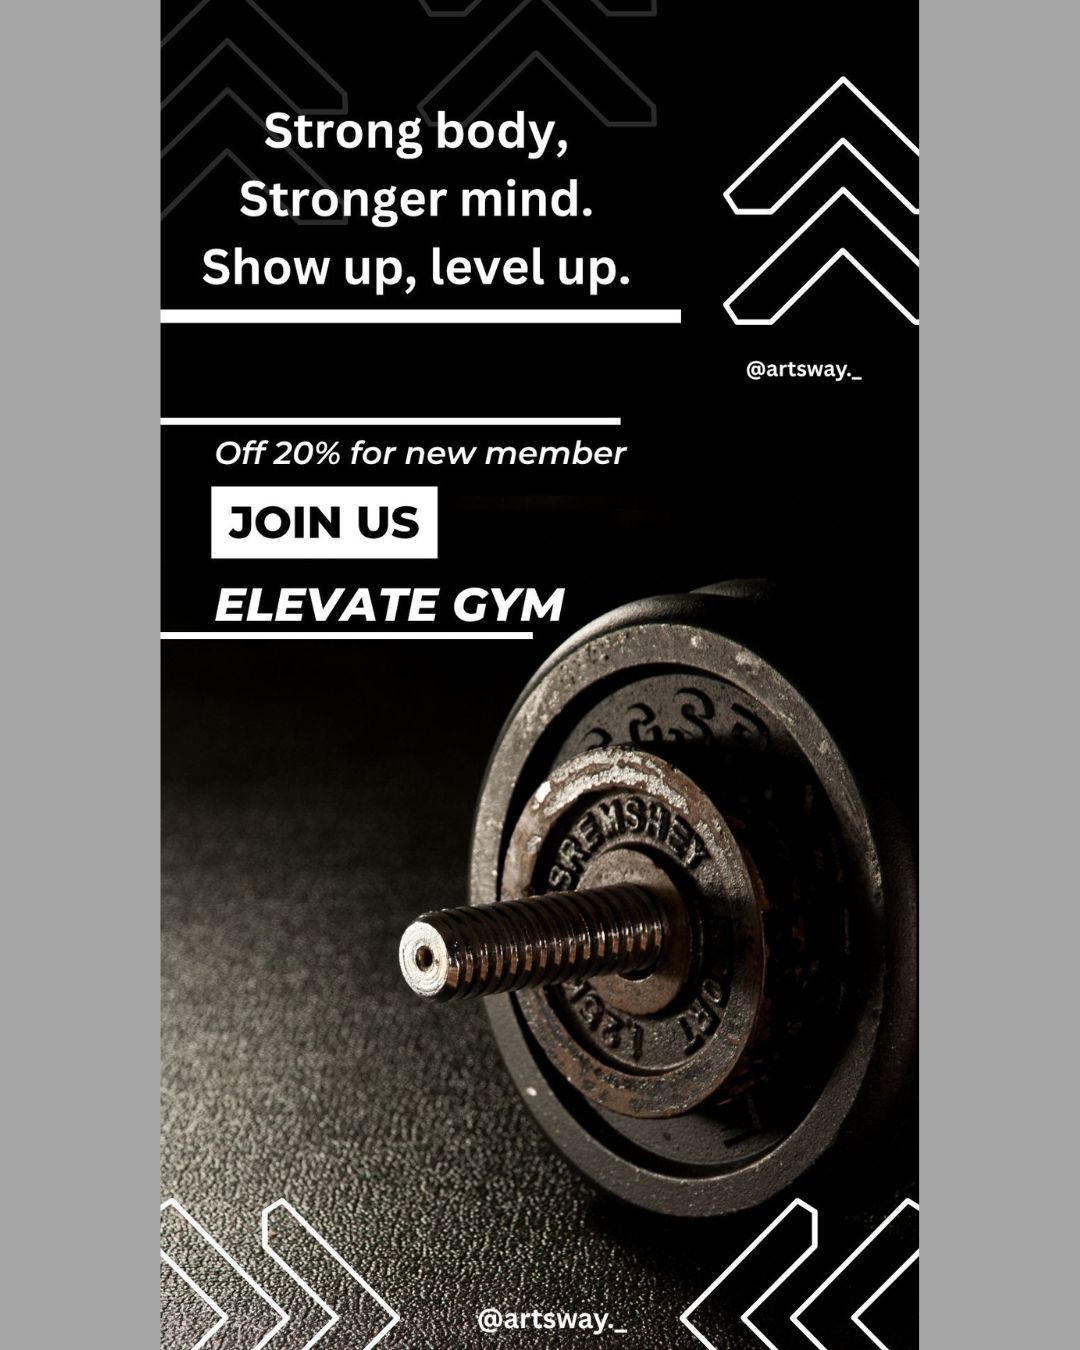 Strong body,
Stronger mind.
Show up, level up.
@artsway._
Off 20% for new member
JOIN US
ELEVATE GYM
BREMSHEY
@artsway._